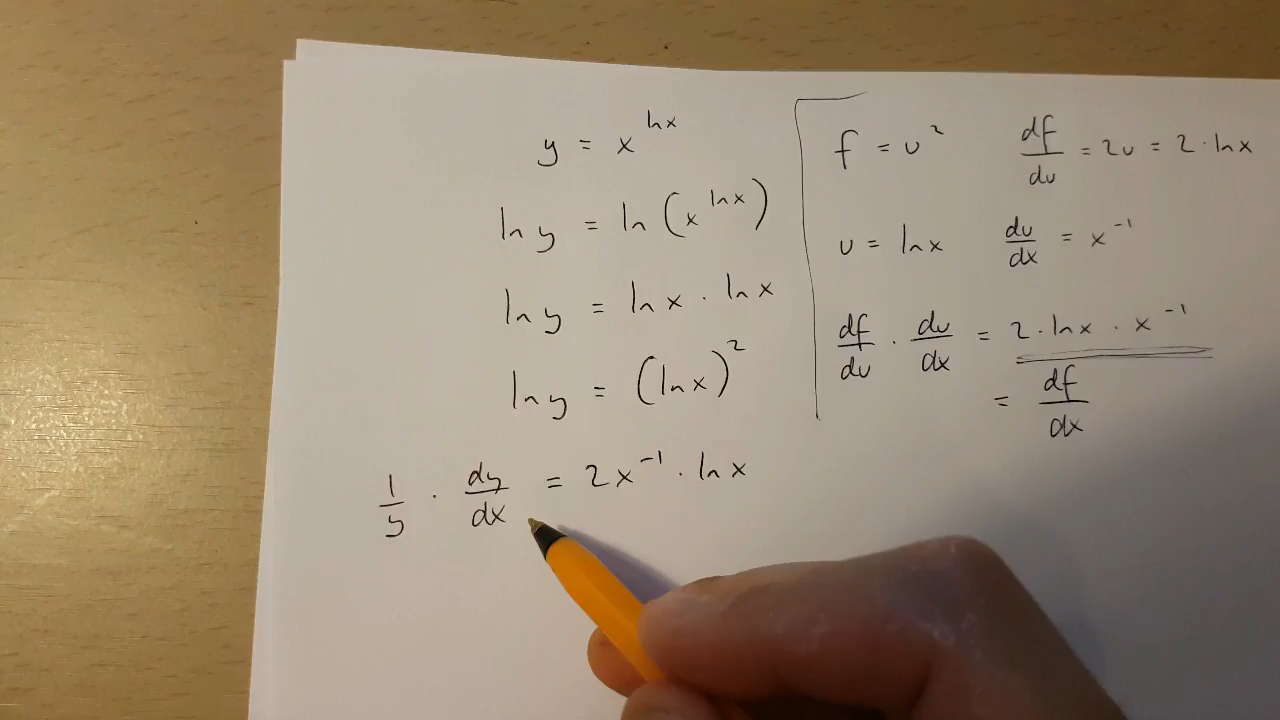 y = x^{ln x}
ln y = ln (x^{ln x})
ln y = ln x · ln x
ln y = (ln x)^2
1/y · dy/dx = 2x^{-1} · ln x
f = u^2   df/du = 2u = 2 · ln x
u = ln x   du/dx = x^{-1}
df/du · du/dx = 2 · ln x · x^{-1}
= df/dx